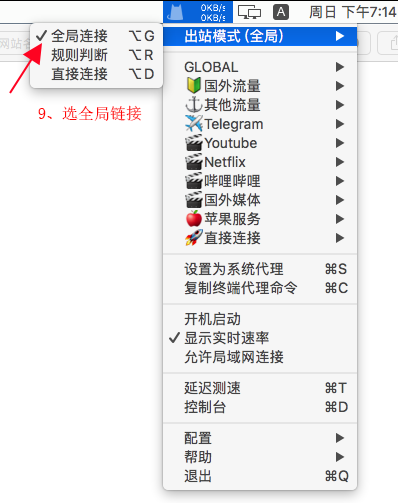 0KB/s
0KB/s
A
周日 下午7:14
网站名
全局连接 ⌥G
规则判断 ⌥R
直接连接 ⌥D
9、选全局链接
出站模式 (全局)
GLOBAL
国外流量
其他流量
Telegram
Youtube
Netflix
哔哩哔哩
国外媒体
苹果服务
直接连接
设置为系统代理 ⌘S
复制终端代理命令 ⌘C
开机启动
显示实时速率
允许局域网连接
延迟测速 ⌘T
控制台 ⌘D
配置
帮助
退出 ⌘Q